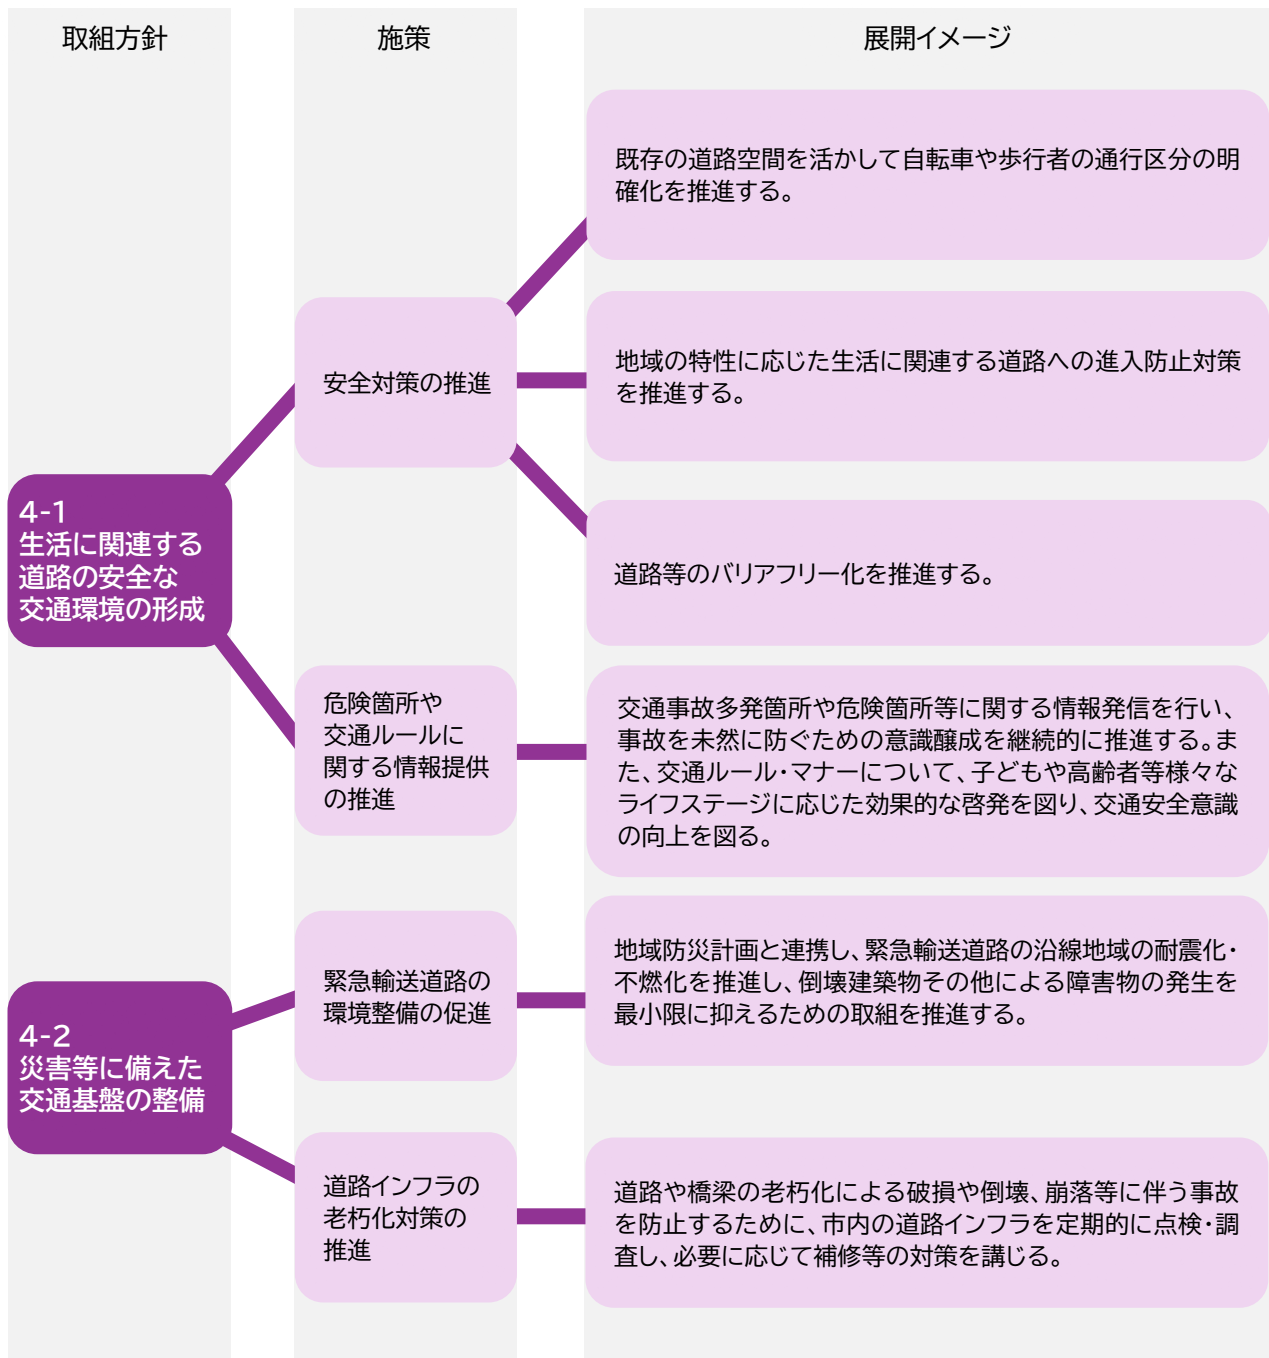 取組方針
施策
展開イメージ
4-1
生活に関連する
道路の安全な
交通環境の形成
安全対策の推進
既存の道路空間を活かして自転車や歩行者の通行区分の明
確化を推進する。
地域の特性に応じた生活に関連する道路への進入防止対策
を推進する。
道路等のバリアフリー化を推進する。
危険箇所や
交通ルールに
関する情報提供
の推進
交通事故多発箇所や危険箇所等に関する情報発信を行い、
事故を未然に防ぐための意識醸成を継続的に推進する。ま
た、交通ルール・マナーについて、子どもや高齢者等様々な
ライフステージに応じた効果的な啓発を図り、交通安全意識
の向上を図る。
4-2
災害等に備えた
交通基盤の整備
緊急輸送道路の
環境整備の促進
地域防災計画と連携し、緊急輸送道路の沿線地域の耐震化・
不燃化を推進し、倒壊建築物その他による障害物の発生を
最小限に抑えるための取組を推進する。
道路インフラの
老朽化対策の
推進
道路や橋梁の老朽化による破損や倒壊、崩落等に伴う事故
を防止するために、市内の道路インフラを定期的に点検・調
査し、必要に応じて補修等の対策を講じる。